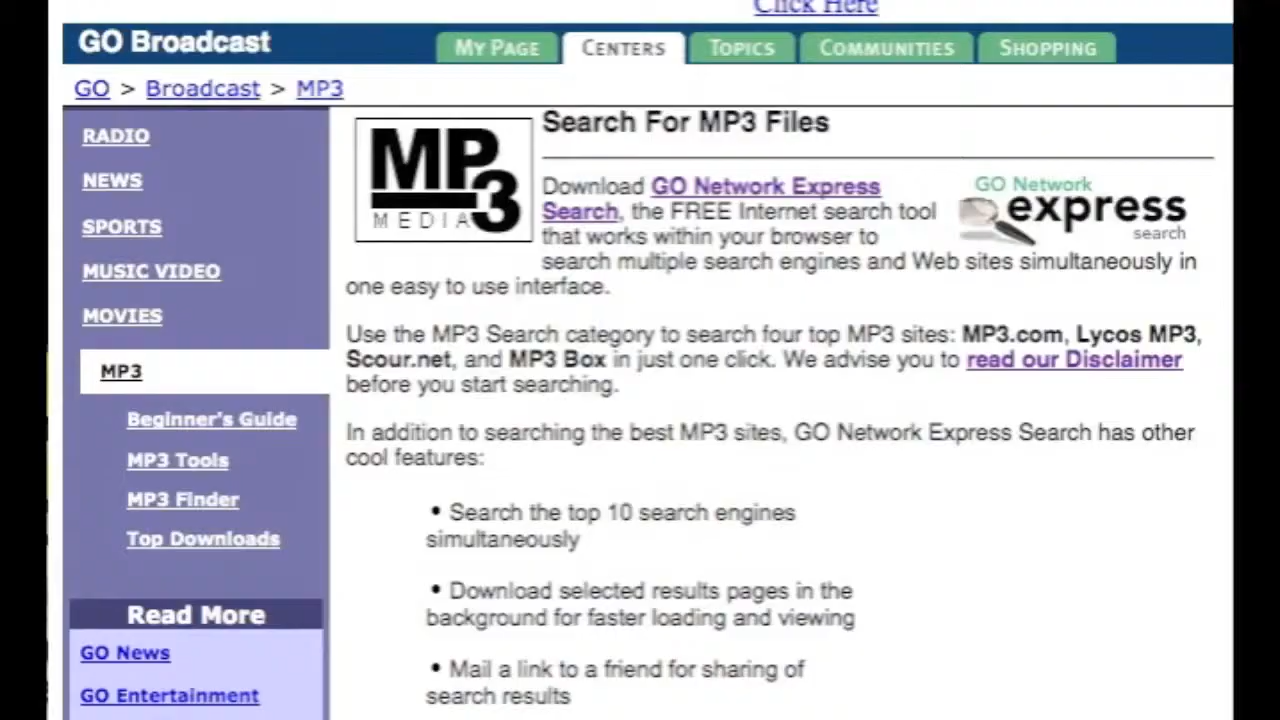 Click Here
GO Broadcast
MY PAGE
CENTERS
TOPICS
COMMUNITIES
SHOPPING
GO > Broadcast > MP3
RADIO
NEWS
SPORTS
MUSIC VIDEO
MOVIES
MP3
Beginner's Guide
MP3 Tools
MP3 Finder
Top Downloads
Read More
GO News
GO Entertainment
MP3
MEDIA
Search For MP3 Files
Download GO Network Express
Search, the FREE Internet search tool
that works within your browser to
search multiple search engines and Web sites simultaneously in
one easy to use interface.
GO Network
express
search
Use the MP3 Search category to search four top MP3 sites: MP3.com, Lycos MP3,
Scour.net, and MP3 Box in just one click. We advise you to read our Disclaimer
before you start searching.
In addition to searching the best MP3 sites, GO Network Express Search has other
cool features:
• Search the top 10 search engines
simultaneously
• Download selected results pages in the
background for faster loading and viewing
• Mail a link to a friend for sharing of
search results